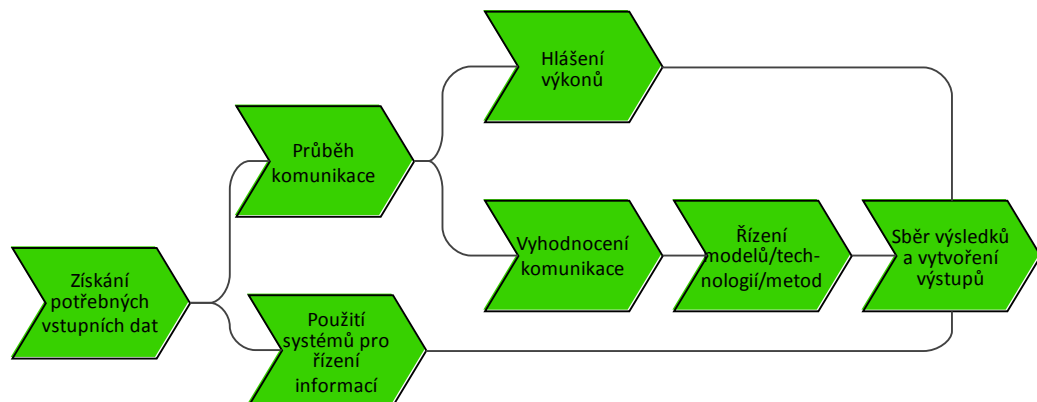 Hlášení
výkonů
Průběh
komunikace
Vyhodnocení
komunikace
Řízení
modelů/tech-
nologií/metod
Sběr výsledků
a vytvoření
výstupů
Získání
potřebných
vstupních dat
Použití
systémů pro
řízení
informací